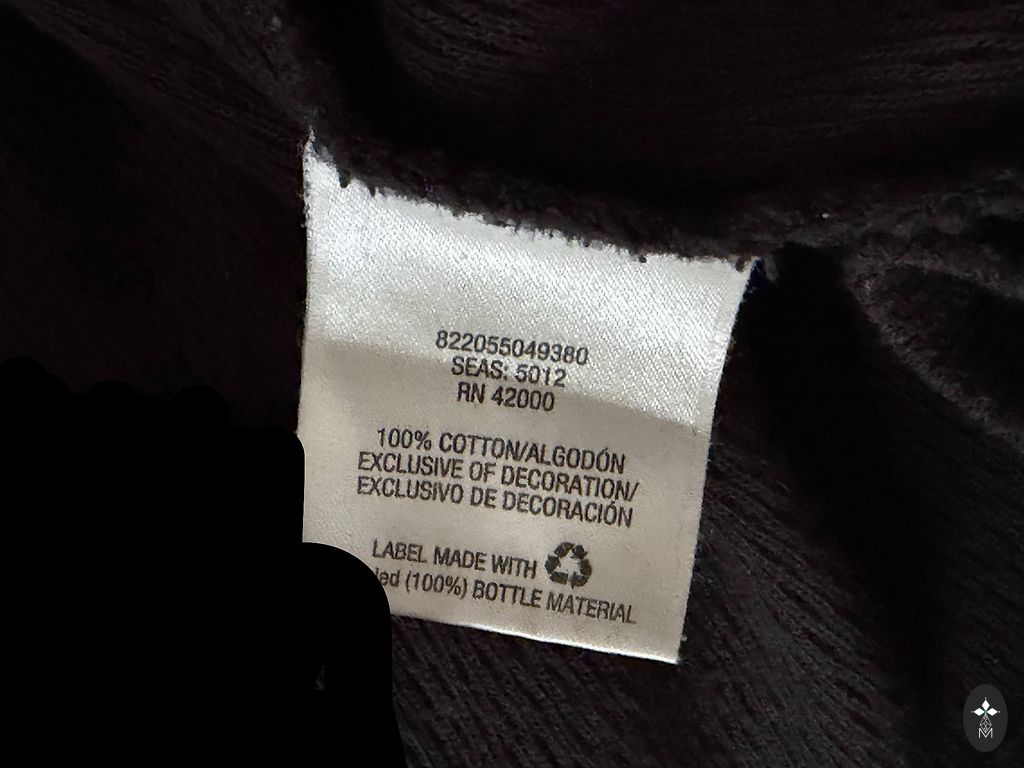 822055049380
SEAS: 5012
RN 42000
100% COTTON/ALGODÓN
EXCLUSIVE OF DECORATION/
EXCLUSIVO DE DECORACIÓN
LABEL MADE WITH
(100%) BOTTLE MATERIAL